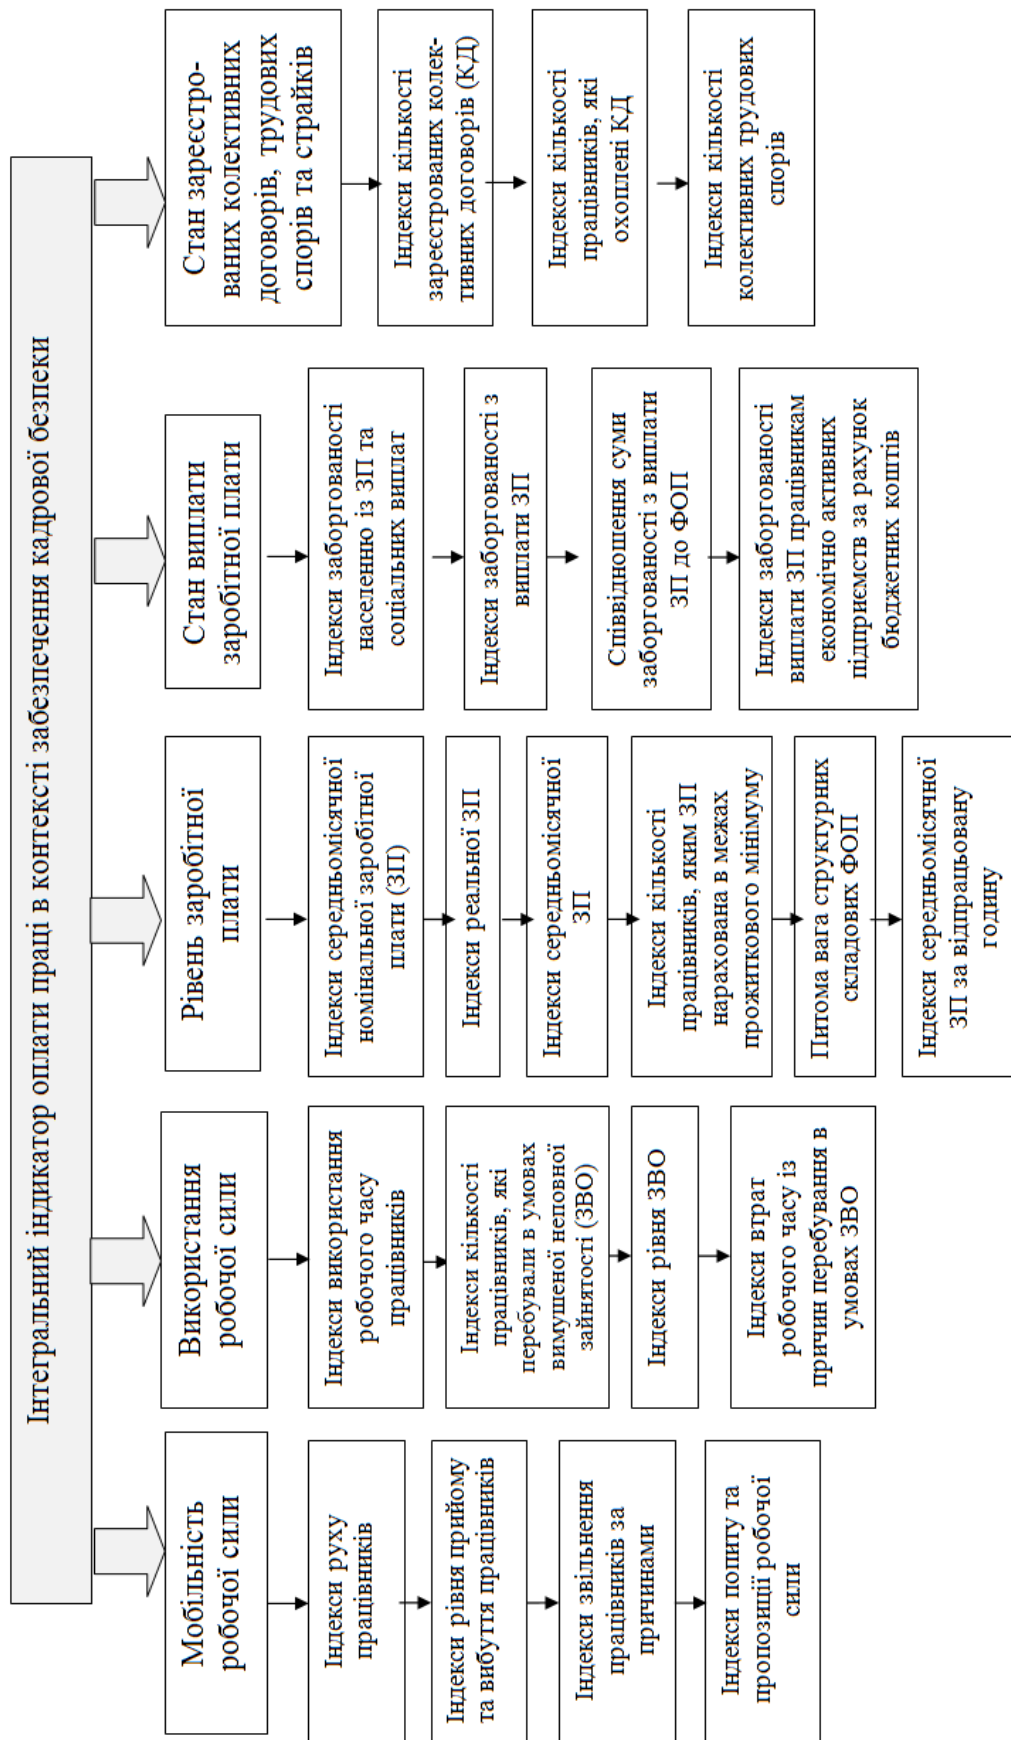 Інтегральний індикатор оплати праці в контексті забезпечення кадрової безпеки
Мобільність
робочої сили
Індекси руху
працівників
Індекси рівня прийому
та вибуття працівників
Індекси звільнення
працівників за
причинами
Індекси попиту та
пропозиції робочої
сили
Використання
робочої сили
Індекси використання
робочого часу
працівників
Індекси кількості
працівників, які
перебували в умовах
вимушеної неповної
зайнятості (ЗВО)
Індекси рівня ЗВО
Індекси втрат
робочого часу із
причин перебування в
умовах ЗВО
Рівень заробітної
плати
Індекси середньомісячної
номінальної заробітної
плати (ЗП)
Індекси реальної ЗП
Індекси середньомісячної
ЗП
Індекси кількості
працівників, яким ЗП
нарахована в межах
прожиткового мінімуму
Питома вага структурних
складових ФОП
Індекси середньомісячної
ЗП за відпрацьовану
годину
Стан виплати
заробітної плати
Індекси заборгованості
населенню із ЗП та
соціальних виплат
Індекси заборгованості з
виплати ЗП
Співвідношення суми
заборгованості з виплати
ЗП до ФОП
Індекси заборгованості
виплати ЗП працівникам
економічно активних
підприємств за рахунок
бюджетних коштів
Стан зареєстро-
ваних колективних
договорів, трудових
спорів та страйків
Індекси кількості
зареєстрованих колек-
тивних договорів (КД)
Індекси кількості
працівників, які
охоплені КД
Індекси кількості
колективних трудових
спорів